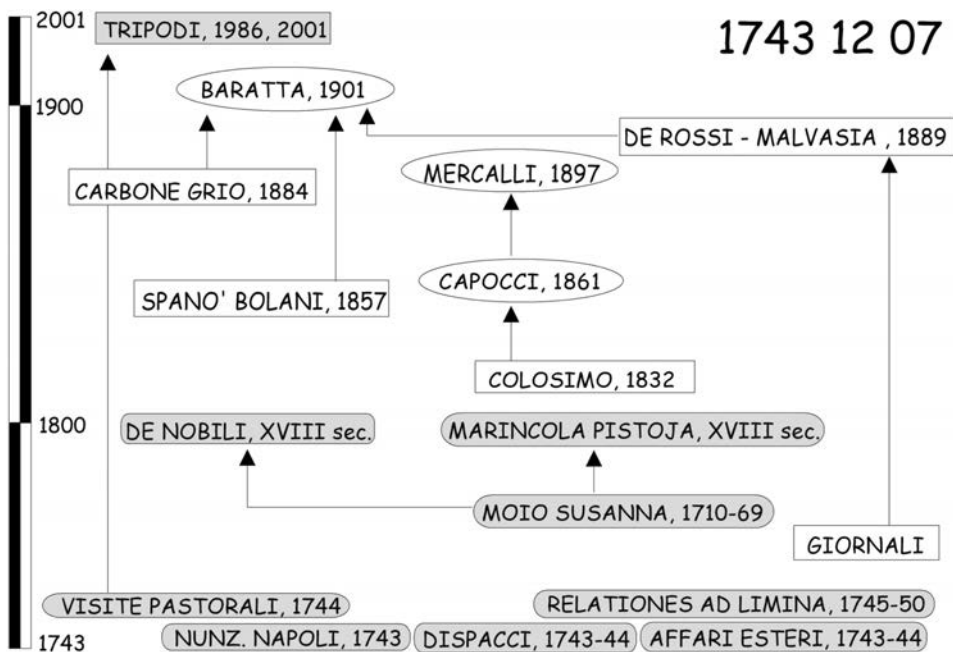 2001
TRIPODI, 1986, 2001
1743 12 07
BARATTA, 1901
1900
DE ROSSI - MALVASIA , 1889
MERCALLI, 1897
CARBONE GRIO, 1884
CAPOCCI, 1861
SPANO' BOLANI, 1857
COLOSIMO, 1832
1800
DE NOBILI, XVIII sec.
MARINCOLA PISTOJA, XVIII sec.
MOIO SUSANNA, 1710-69
GIORNALI
VISITE PASTORALI, 1744
RELATIONES AD LIMINA, 1745-50
1743
NUNZ. NAPOLI, 1743
DISPACCI, 1743-44
AFFARI ESTERI, 1743-44